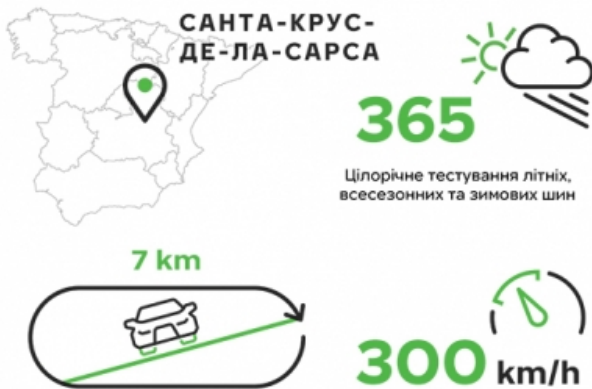 САНТА-КРУС-
ДЕ-ЛА-САРСА
365
Цілорічне тестування літніх,
всесезонних та зимових шин
7 km
300 km/h